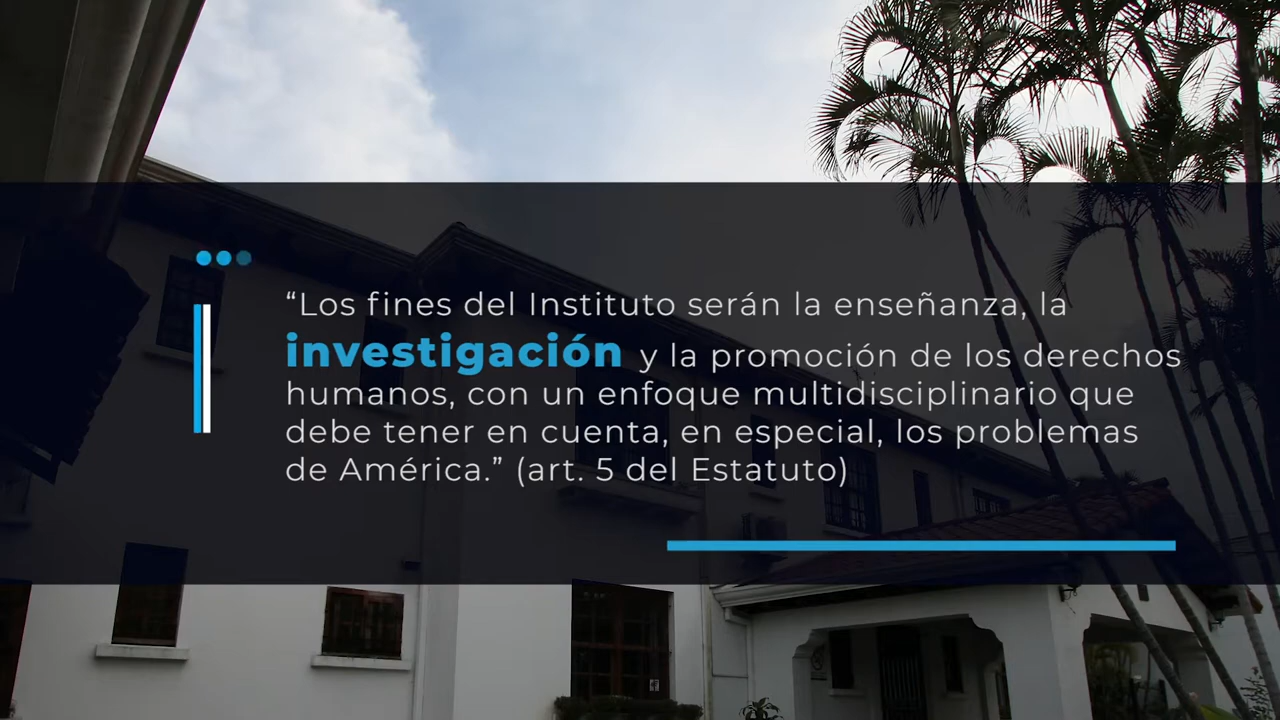 “Los fines del Instituto serán la enseñanza, la
investigación y la promoción de los derechos
humanos, con un enfoque multidisciplinario que
debe tener en cuenta, en especial, los problemas
de América.” (art. 5 del Estatuto)